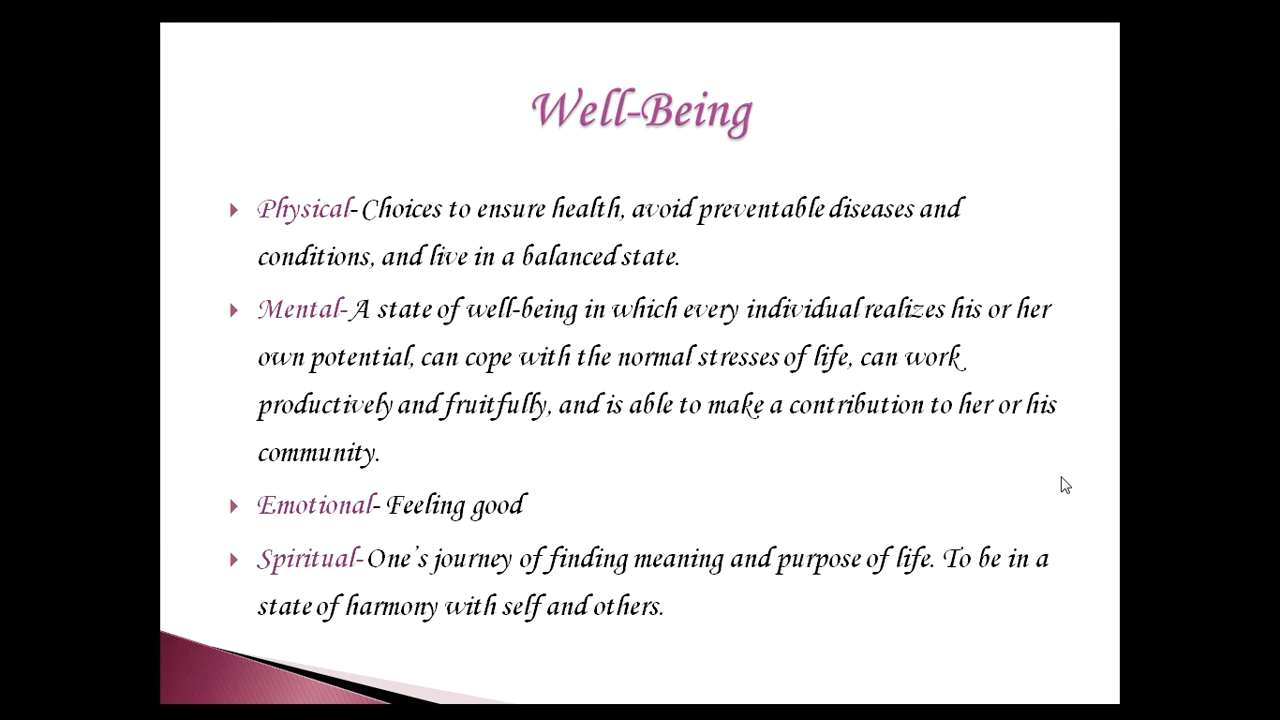 Well-Being
Physical-Choices to ensure health, avoid preventable diseases and
conditions, and live in a balanced state.
Mental-A state of well-being in which every individual realizes his or her
own potential, can cope with the normal stresses of life, can work
productively and fruitfully, and is able to make a contribution to her or his
community.
Emotional- Feeling good
Spiritual-One's journey of finding meaning and purpose of life. To be in a
state of harmony with self and others.